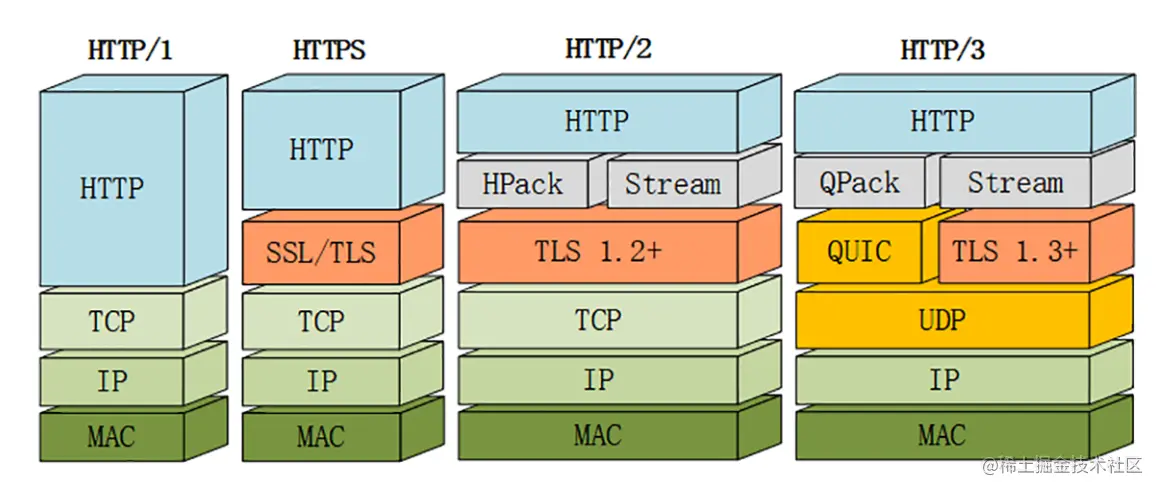 HTTP/1
HTTPS
HTTP/2
HTTP/3
HTTP
TCP
IP
MAC
HTTP
SSL/TLS
TCP
IP
MAC
HTTP
HPack Stream
TLS 1.2+
TCP
IP
MAC
HTTP
QPack Stream
QUIC TLS 1.3+
UDP
IP
MAC
@稀土掘金技术社区